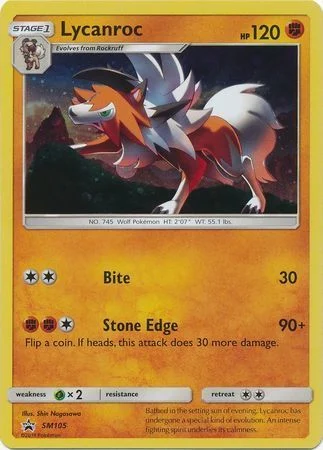 STAGE 1
Lycanroc
HP 120
Evolves from Rockruff
NO. 745 Wolf Pokémon HT: 2'07" WT: 55.1 lbs.
Bite 30
Stone Edge 90+
Flip a coin. If heads, this attack does 30 more damage.
weakness ×2 resistance retreat
Illus. Shin Nagasawa
SM105
Bathed in the setting sun of evening, Lycanroc has
undergone a special kind of evolution. An intense
fighting spirit underlies its calmness.